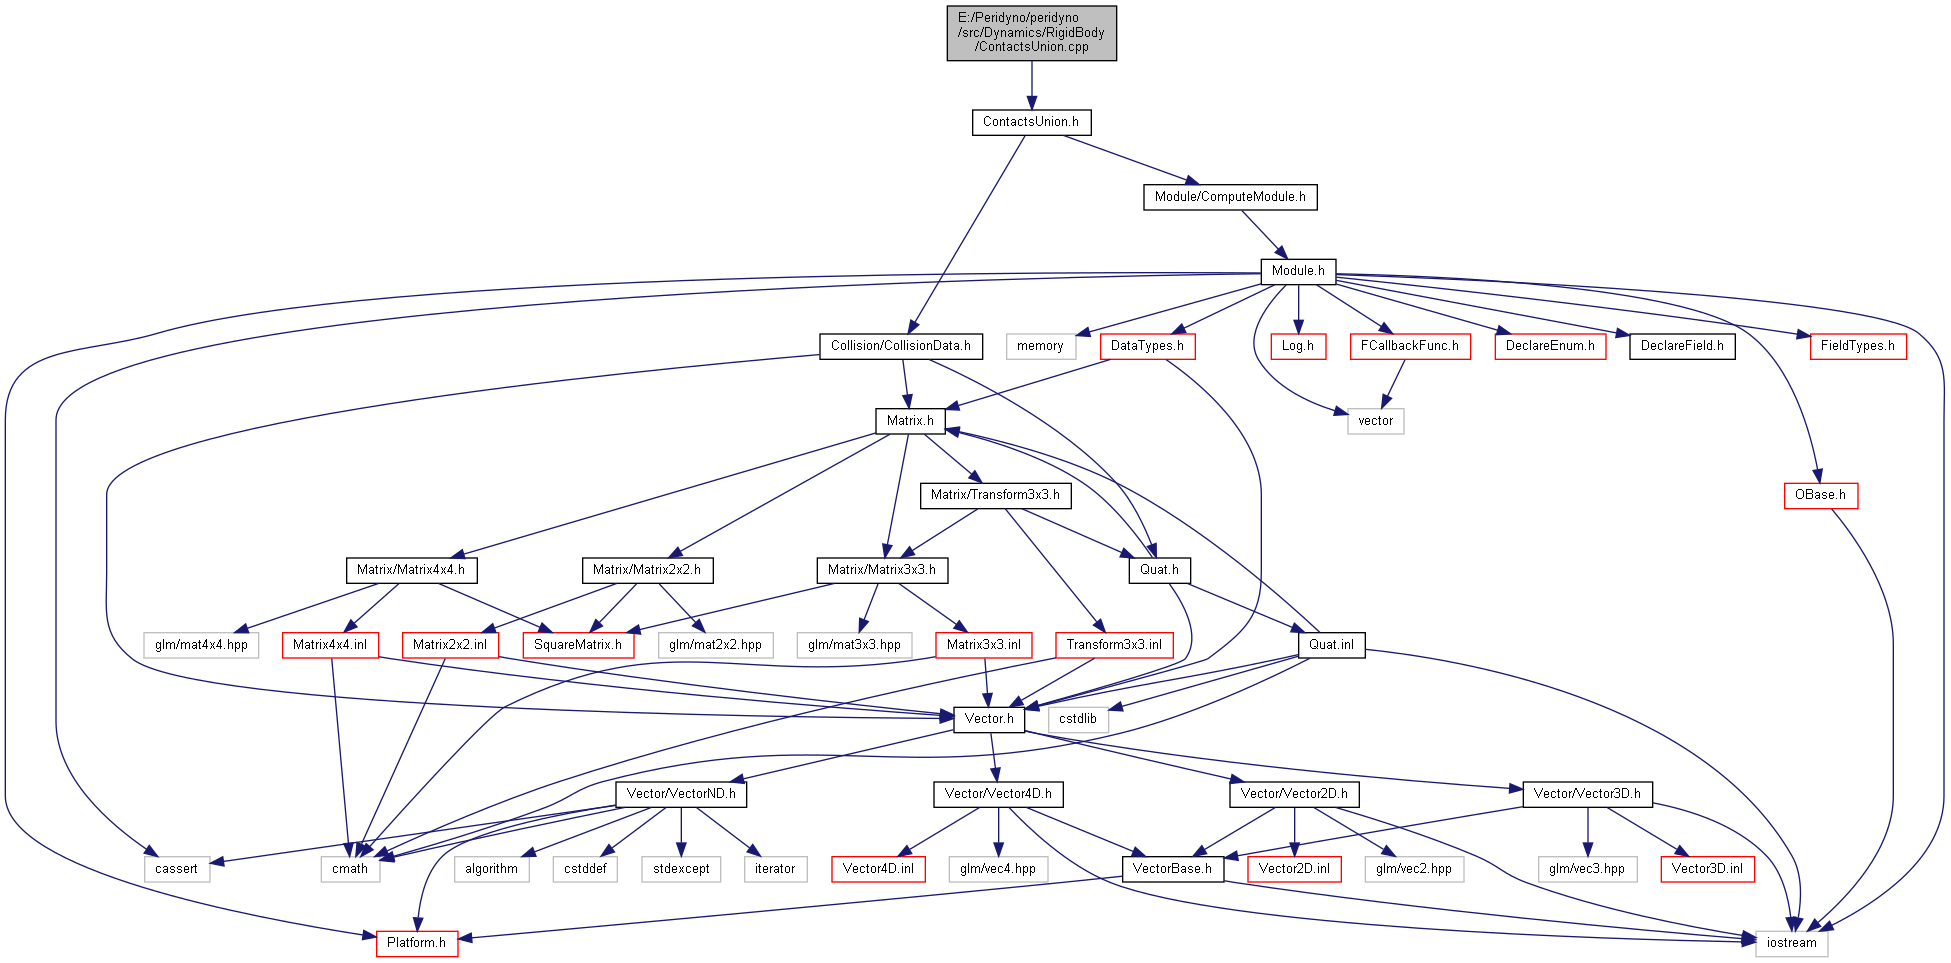 E:/Peridyno/peridyno
/src/Dynamics/RigidBody
/ContactsUnion.cpp
ContactsUnion.h
Module/ComputeModule.h
Module.h
Collision/CollisionData.h
memory
DataTypes.h
Log.h
FCallbackFunc.h
DeclareEnum.h
DeclareField.h
FieldTypes.h
Matrix.h
vector
Matrix/Transform3x3.h
OBase.h
Matrix/Matrix4x4.h
Matrix/Matrix2x2.h
Matrix/Matrix3x3.h
Quat.h
glm/mat4x4.hpp
Matrix4x4.inl
Matrix2x2.inl
SquareMatrix.h
glm/mat2x2.hpp
glm/mat3x3.hpp
Matrix3x3.inl
Transform3x3.inl
Quat.inl
Vector.h
cstdlib
Vector/VectorND.h
Vector/Vector4D.h
Vector/Vector2D.h
Vector/Vector3D.h
cassert
cmath
algorithm
cstddef
stdexcept
iterator
Vector4D.inl
glm/vec4.hpp
VectorBase.h
Vector2D.inl
glm/vec2.hpp
glm/vec3.hpp
Vector3D.inl
Platform.h
iostream